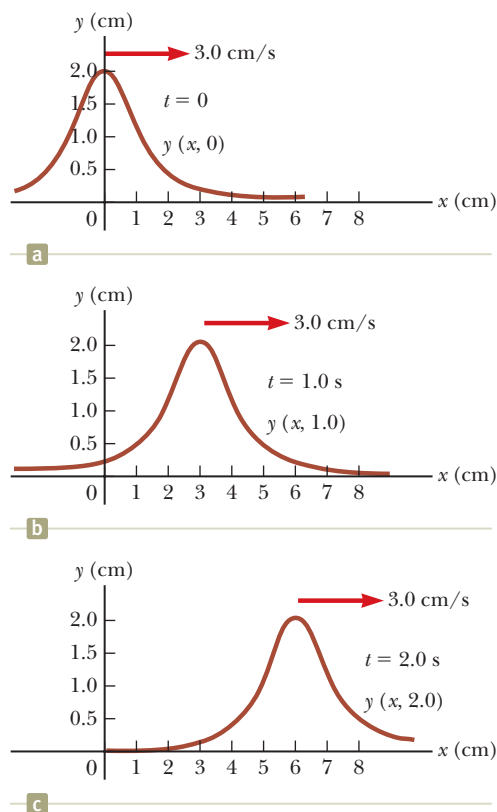 y (cm)
3.0 cm/s
2.0
1.5
t = 0
1.0
y (x, 0)
0.5
x (cm)
0 1 2 3 4 5 6 7 8
a
y (cm)
3.0 cm/s
2.0
1.5
t = 1.0 s
1.0
y (x, 1.0)
0.5
x (cm)
0 1 2 3 4 5 6 7 8
b
y (cm)
3.0 cm/s
2.0
1.5
t = 2.0 s
1.0
y (x, 2.0)
0.5
x (cm)
0 1 2 3 4 5 6 7 8
c